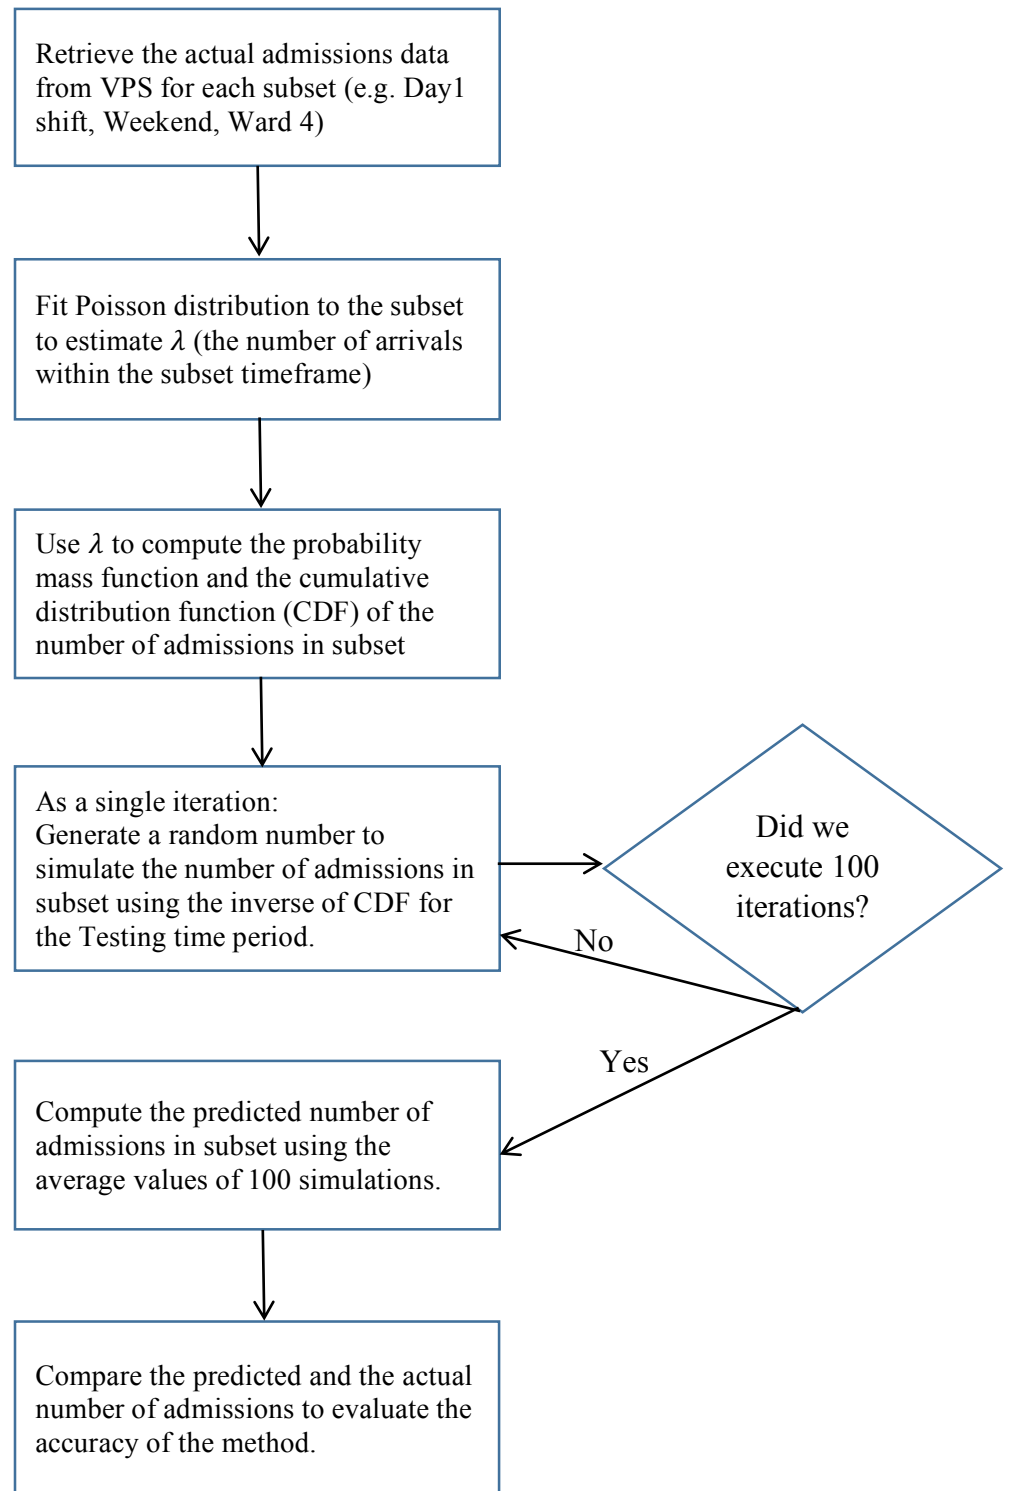 Retrieve the actual admissions data
from VPS for each subset (e.g. Day1
shift, Weekend, Ward 4)
Fit Poisson distribution to the subset
to estimate λ (the number of arrivals
within the subset timeframe)
Use λ to compute the probability
mass function and the cumulative
distribution function (CDF) of the
number of admissions in subset
As a single iteration:
Generate a random number to
simulate the number of admissions in
subset using the inverse of CDF for
the Testing time period.
Did we
execute 100
iterations?
No
Yes
Compute the predicted number of
admissions in subset using the
average values of 100 simulations.
Compare the predicted and the actual
number of admissions to evaluate the
accuracy of the method.